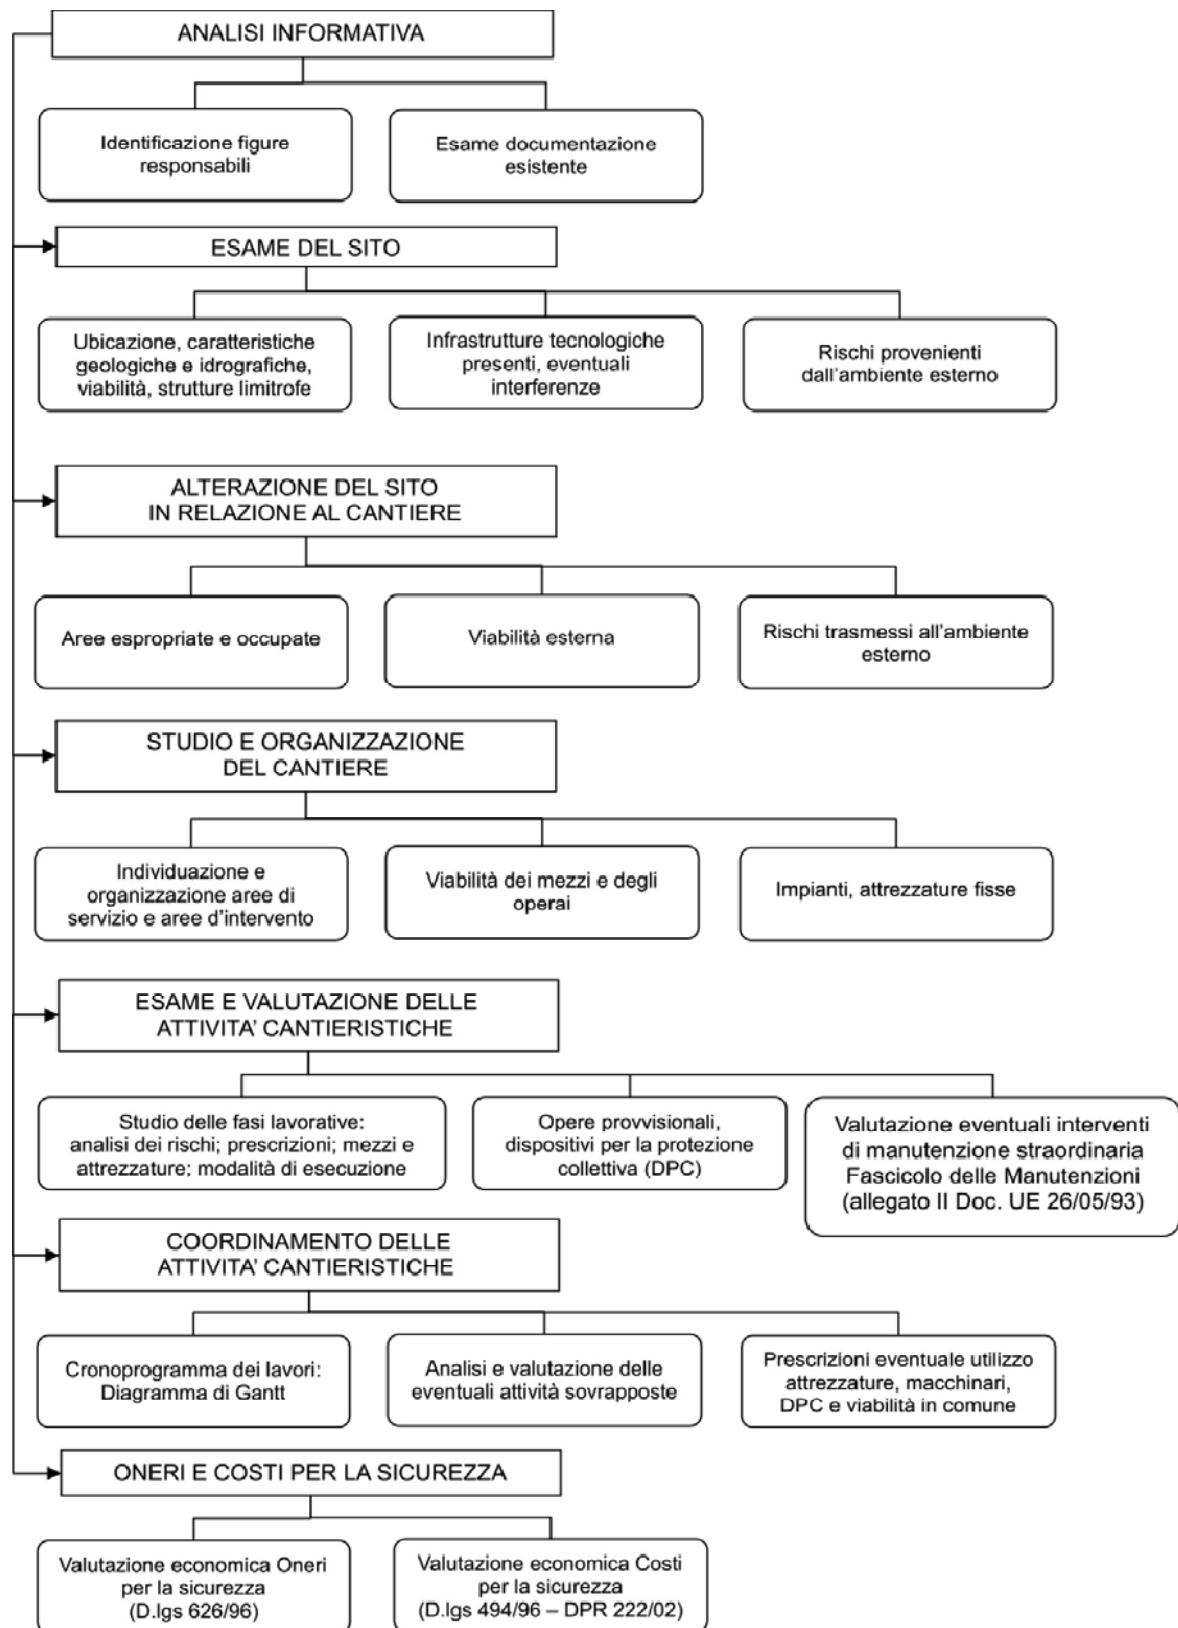 ANALISI INFORMATIVA
Identificazione figure
responsabili
Esame documentazione
esistente
ESAME DEL SITO
Ubicazione, caratteristiche
geologiche e idrografiche,
viabilità, strutture limitrofe
Infrastrutture tecnologiche
presenti, eventuali
interferenze
Rischi provenienti
dall'ambiente esterno
ALTERAZIONE DEL SITO
IN RELAZIONE AL CANTIERE
Aree espropriate e occupate
Viabilità esterna
Rischi trasmessi all'ambiente
esterno
STUDIO E ORGANIZZAZIONE
DEL CANTIERE
Individuazione e
organizzazione aree di
servizio e aree d'intervento
Viabilità dei mezzi e degli
operai
Impianti, attrezzature fisse
ESAME E VALUTAZIONE DELLE
ATTIVITA' CANTIERISTICHE
Studio delle fasi lavorative:
analisi dei rischi; prescrizioni; mezzi e
attrezzature; modalità di esecuzione
Opere provvisionali,
dispositivi per la protezione
collettiva (DPC)
Valutazione eventuali interventi
di manutenzione straordinaria
Fascicolo delle Manutenzioni
(allegato II Doc. UE 26/05/93)
COORDINAMENTO DELLE
ATTIVITA' CANTIERISTICHE
Cronoprogramma dei lavori:
Diagramma di Gantt
Analisi e valutazione delle
eventuali attività sovrapposte
Prescrizioni eventuale utilizzo
attrezzature, macchinari,
DPC e viabilità in comune
ONERI E COSTI PER LA SICUREZZA
Valutazione economica Oneri
per la sicurezza
(D.lgs 626/96)
Valutazione economica Costi
per la sicurezza
(D.lgs 494/96 – DPR 222/02)